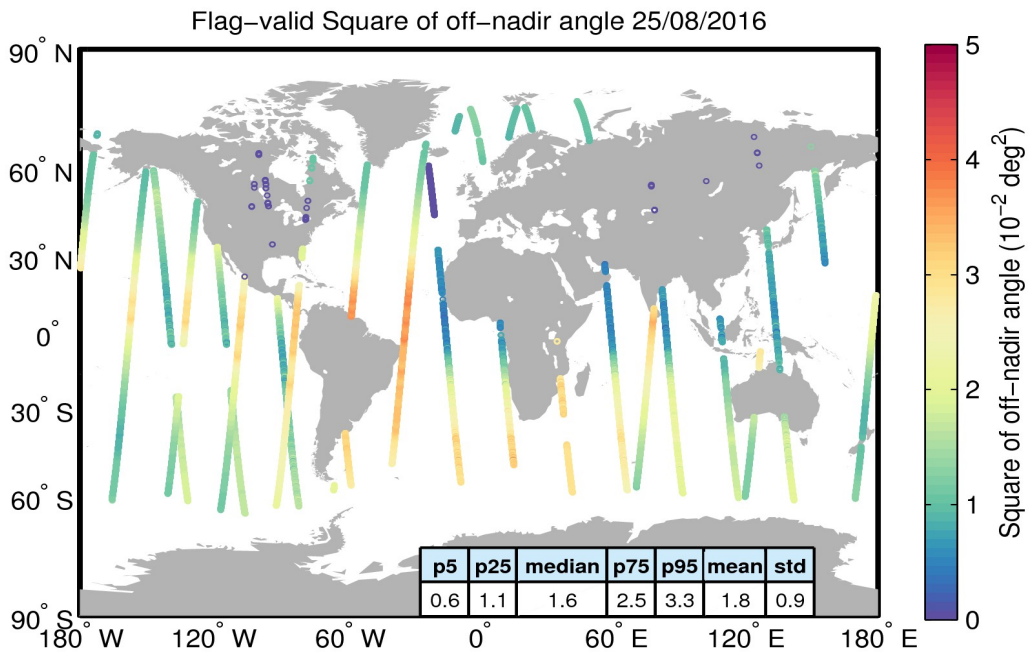 Flag−valid Square of off−nadir angle 25/08/2016
90° N
60° N
30° N
0°
30° S
60° S
90° S
180° W
120° W
60° W
0°
60° E
120° E
180° E
p5 p25 median p75 p95 mean std
0.6 1.1 1.6 2.5 3.3 1.8 0.9
5
4
3
2
1
0
Square of off−nadir angle (10⁻² deg²)